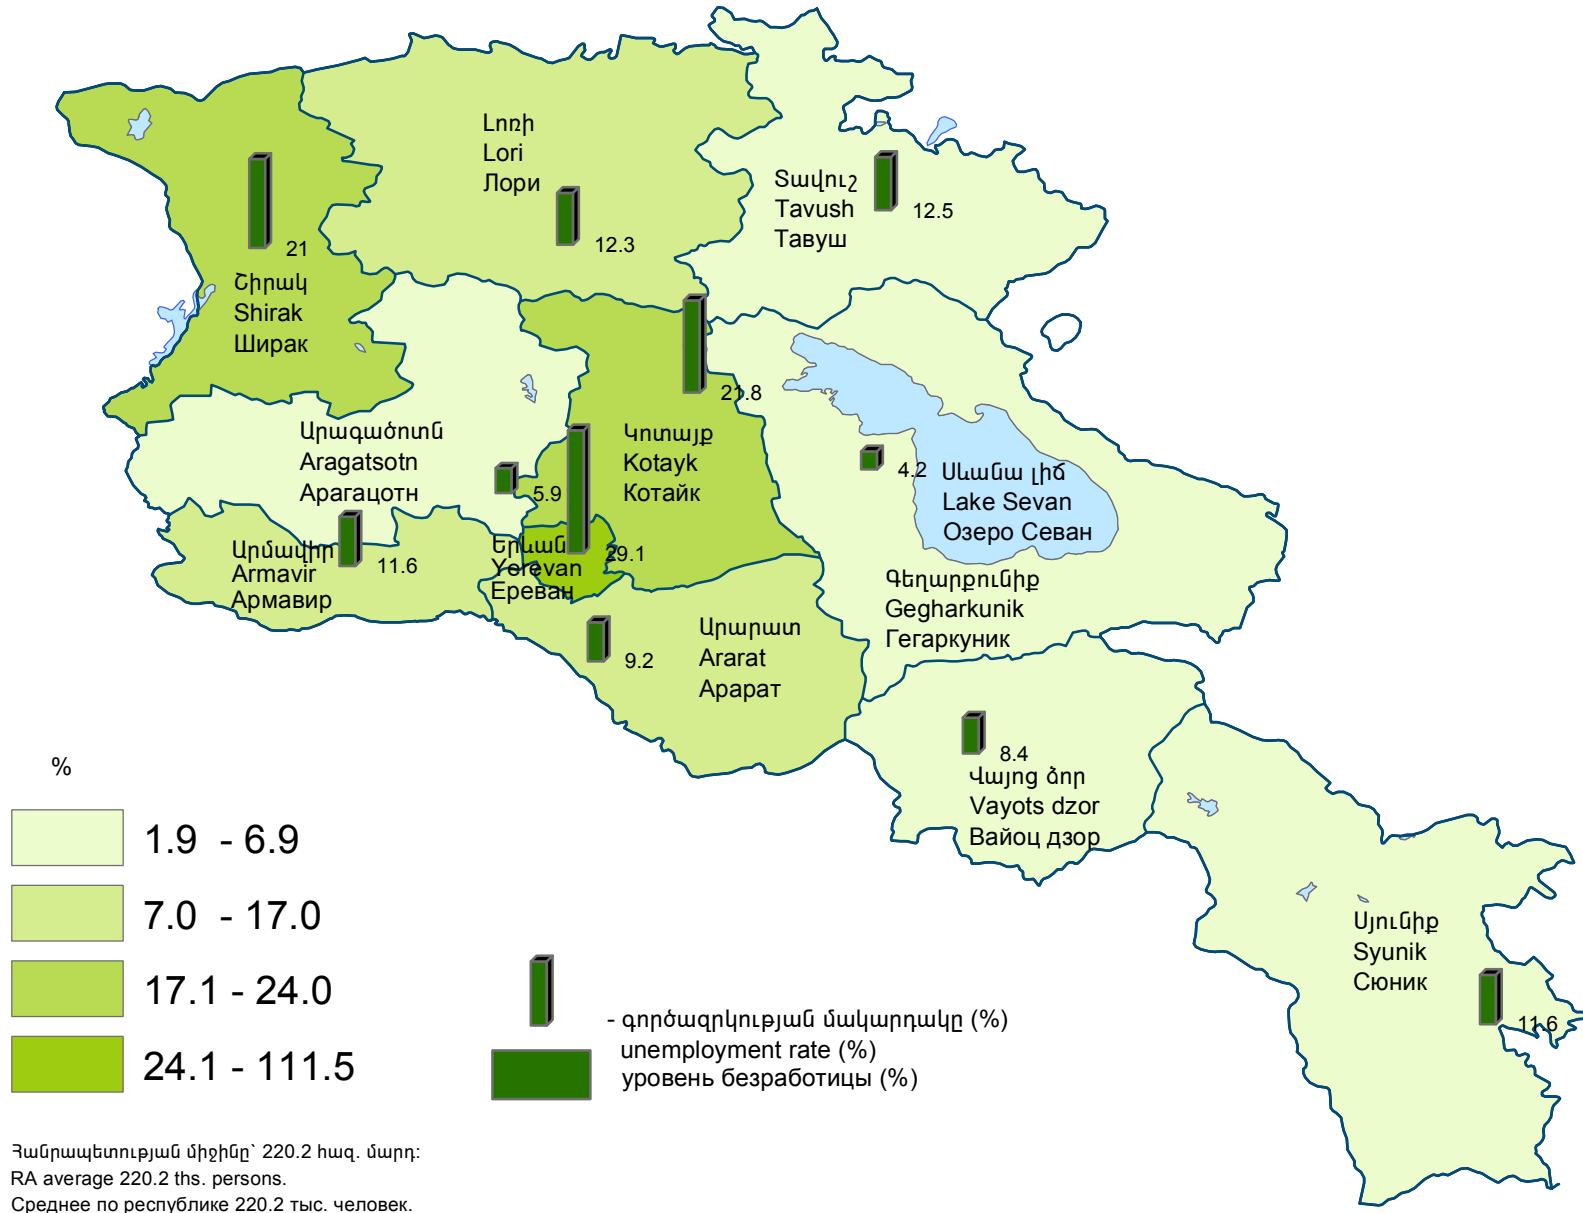 Լոռի
Lori
Лори
12.3
Տավուշ
Tavush
Тавуш
12.5
21
Շիրակ
Shirak
Ширак
21.8
Կոտայք
Kotayk
Котайк
Արագածոտն
Aragatsotn
Арагацотн
5.9
4.2
Սևանա լիճ
Lake Sevan
Озеро Севан
Արմավիր
Armavir
Армавир
11.6
Երևան
Yerevan
Ереван
29.1
Գեղարքունիք
Gegharkunik
Гегаркуник
9.2
Արարատ
Ararat
Арарат
8.4
Վայոց ձոր
Vayots dzor
Вайоц дзор
Սյունիք
Syunik
Сюник
11.6
%
1.9 - 6.9
7.0 - 17.0
17.1 - 24.0
24.1 - 111.5
- գործազրկության մակարդակը (%)
unemployment rate (%)
уровень безработицы (%)
Հանրապետության միջինը` 220.2 հազ. մարդ:
RA average 220.2 ths. persons.
Среднее по республике 220.2 тыс. человек.